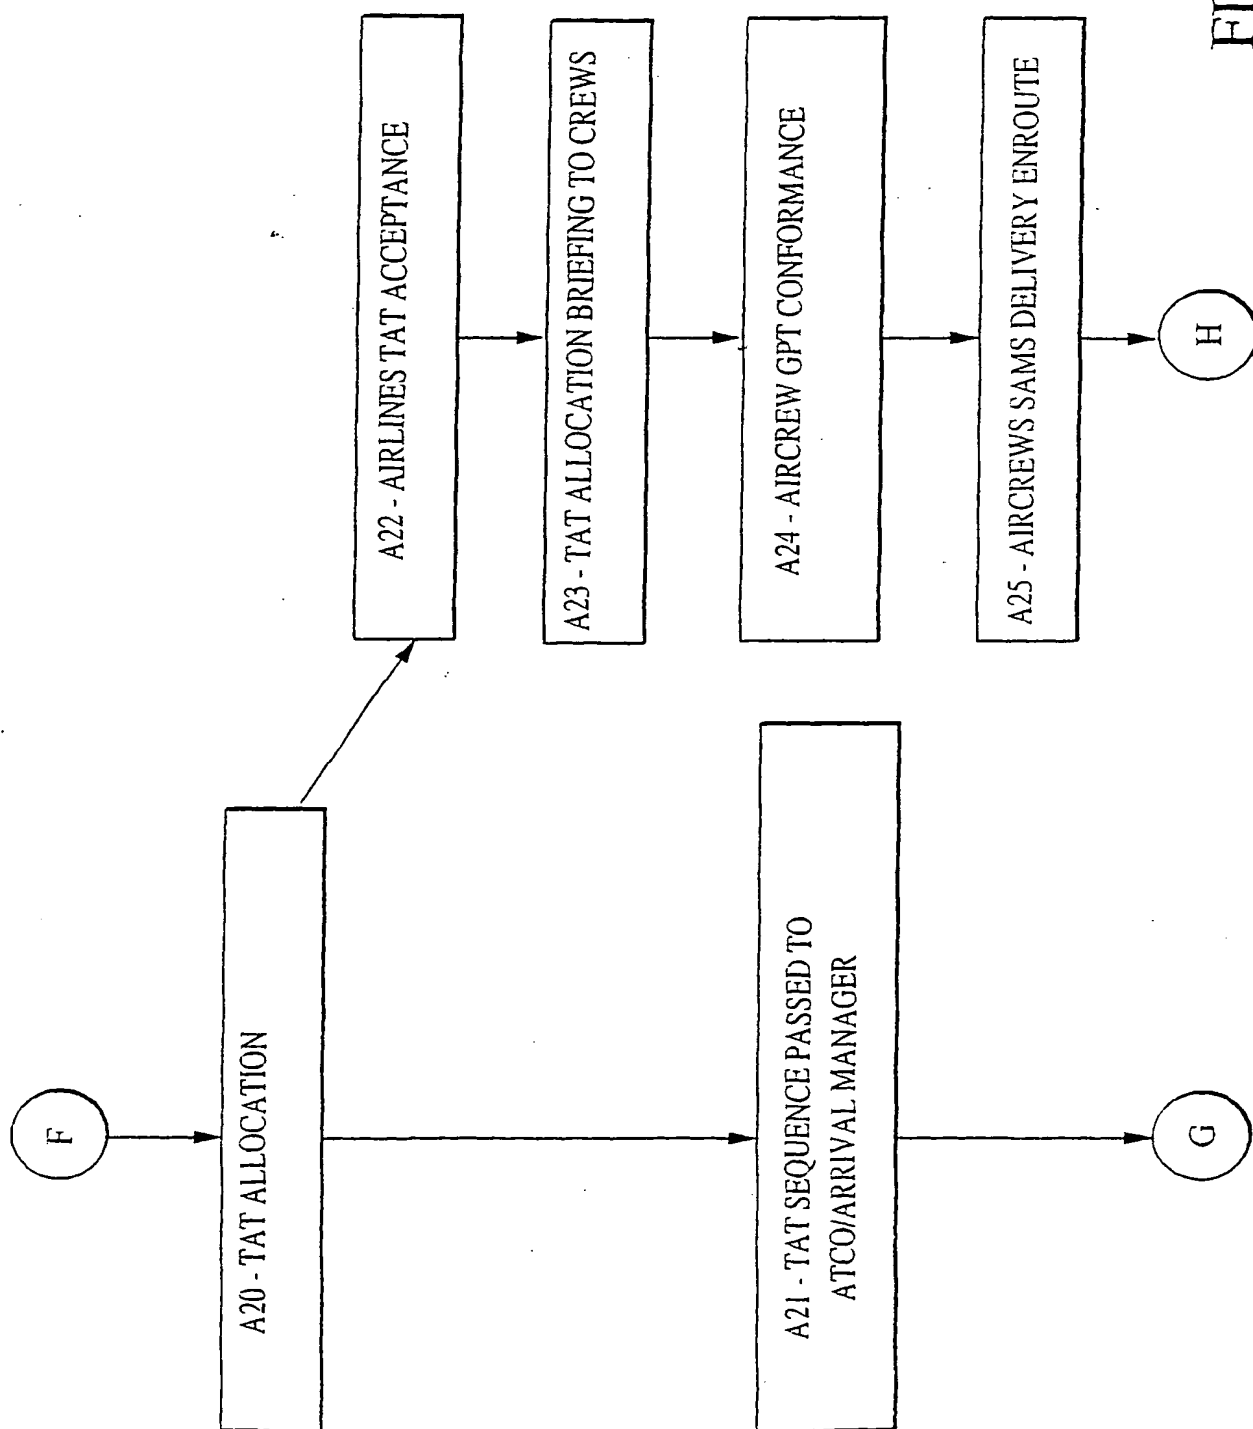 F
A20 - TAT ALLOCATION
A21 - TAT SEQUENCE PASSED TO
ATCO/ARRIVAL MANAGER
G
A22 - AIRLINES TAT ACCEPTANCE
A23 - TAT ALLOCATION BRIEFING TO CREWS
A24 - AIRCREW GPT CONFORMANCE
A25 - AIRCREWS SAMS DELIVERY ENROUTE
H